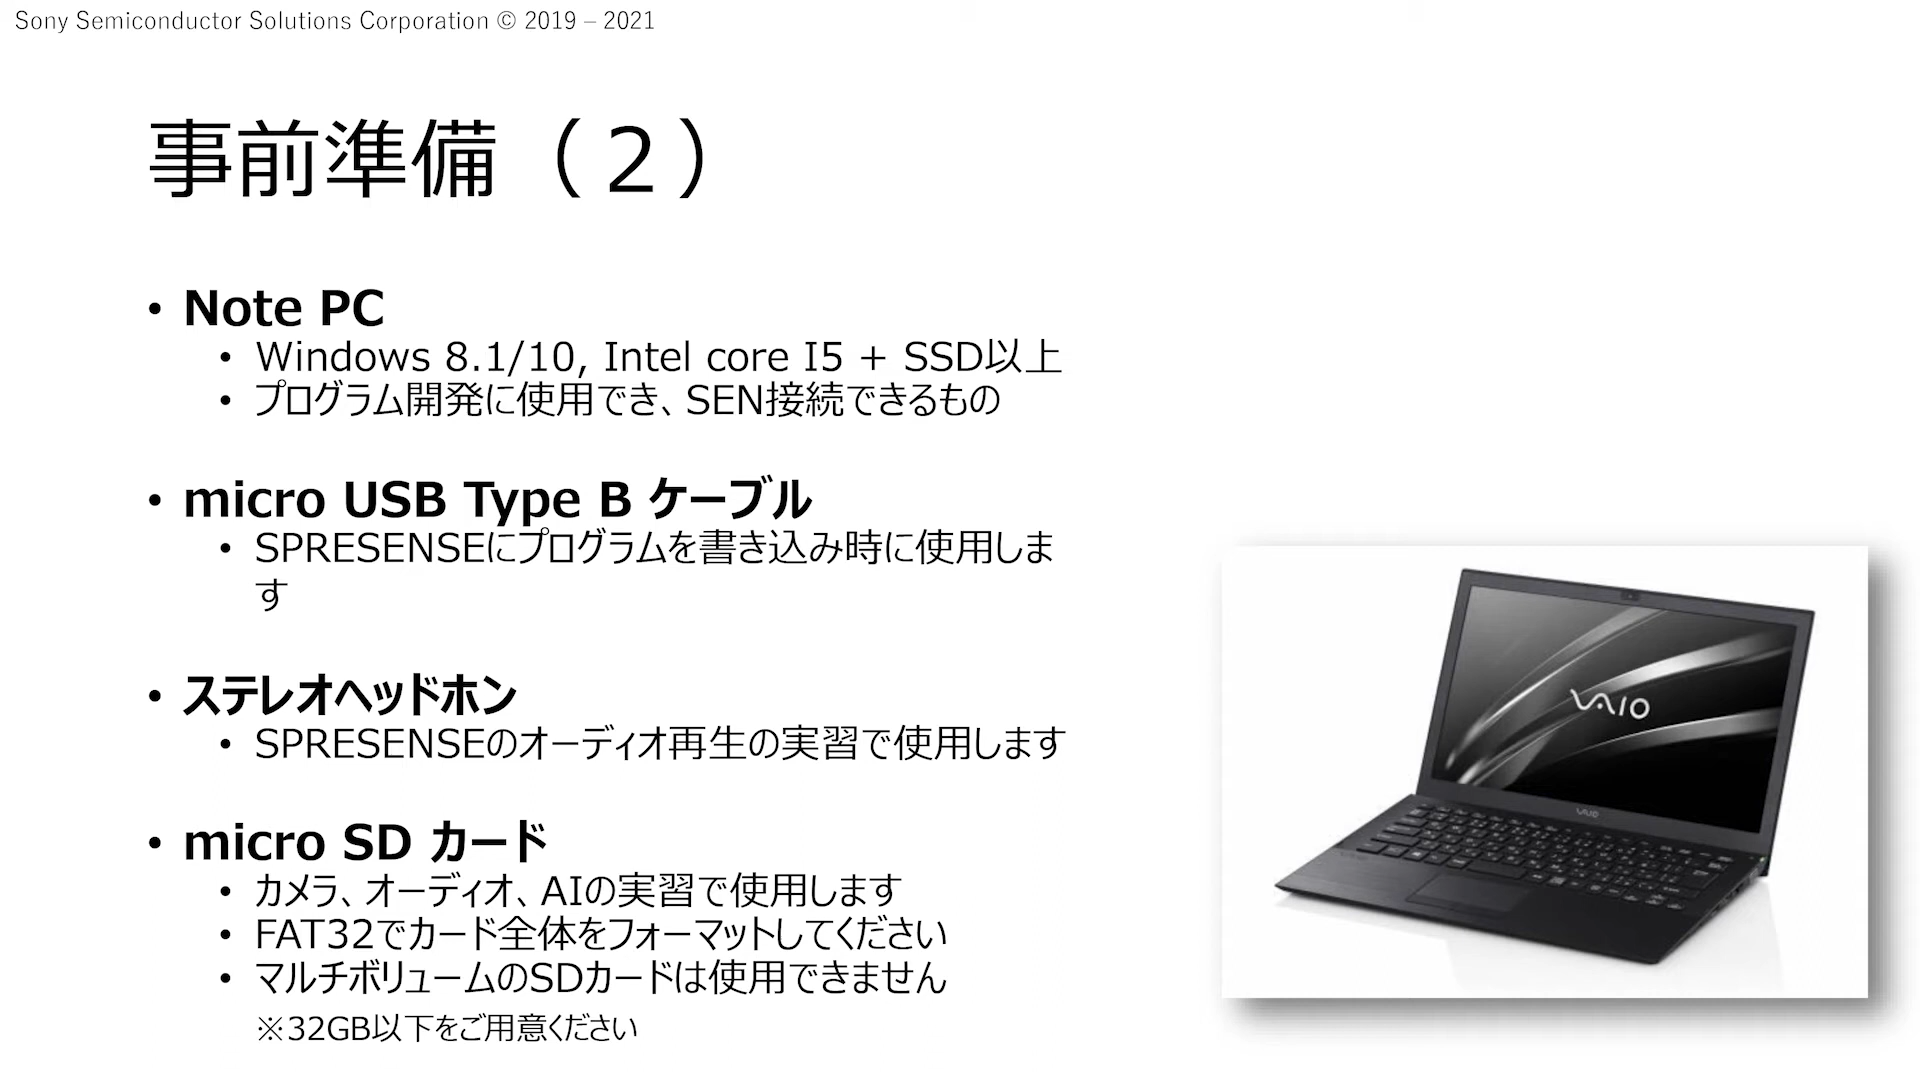 Sony Semiconductor Solutions Corporation © 2019 – 2021
事前準備（２）
• Note PC
• Windows 8.1/10, Intel core I5 + SSD以上
• プログラム開発に使用でき、SEN接続できるもの
• micro USB Type B ケーブル
• SPRESENSEにプログラムを書き込み時に使用しま
す
• ステレオヘッドホン
• SPRESENSEのオーディオ再生の実習で使用します
• micro SD カード
• カメラ、オーディオ、AIの実習で使用します
• FAT32でカード全体をフォーマットしてください
• マルチボリュームのSDカードは使用できません
※32GB以下をご用意ください
VAIO
VAIO